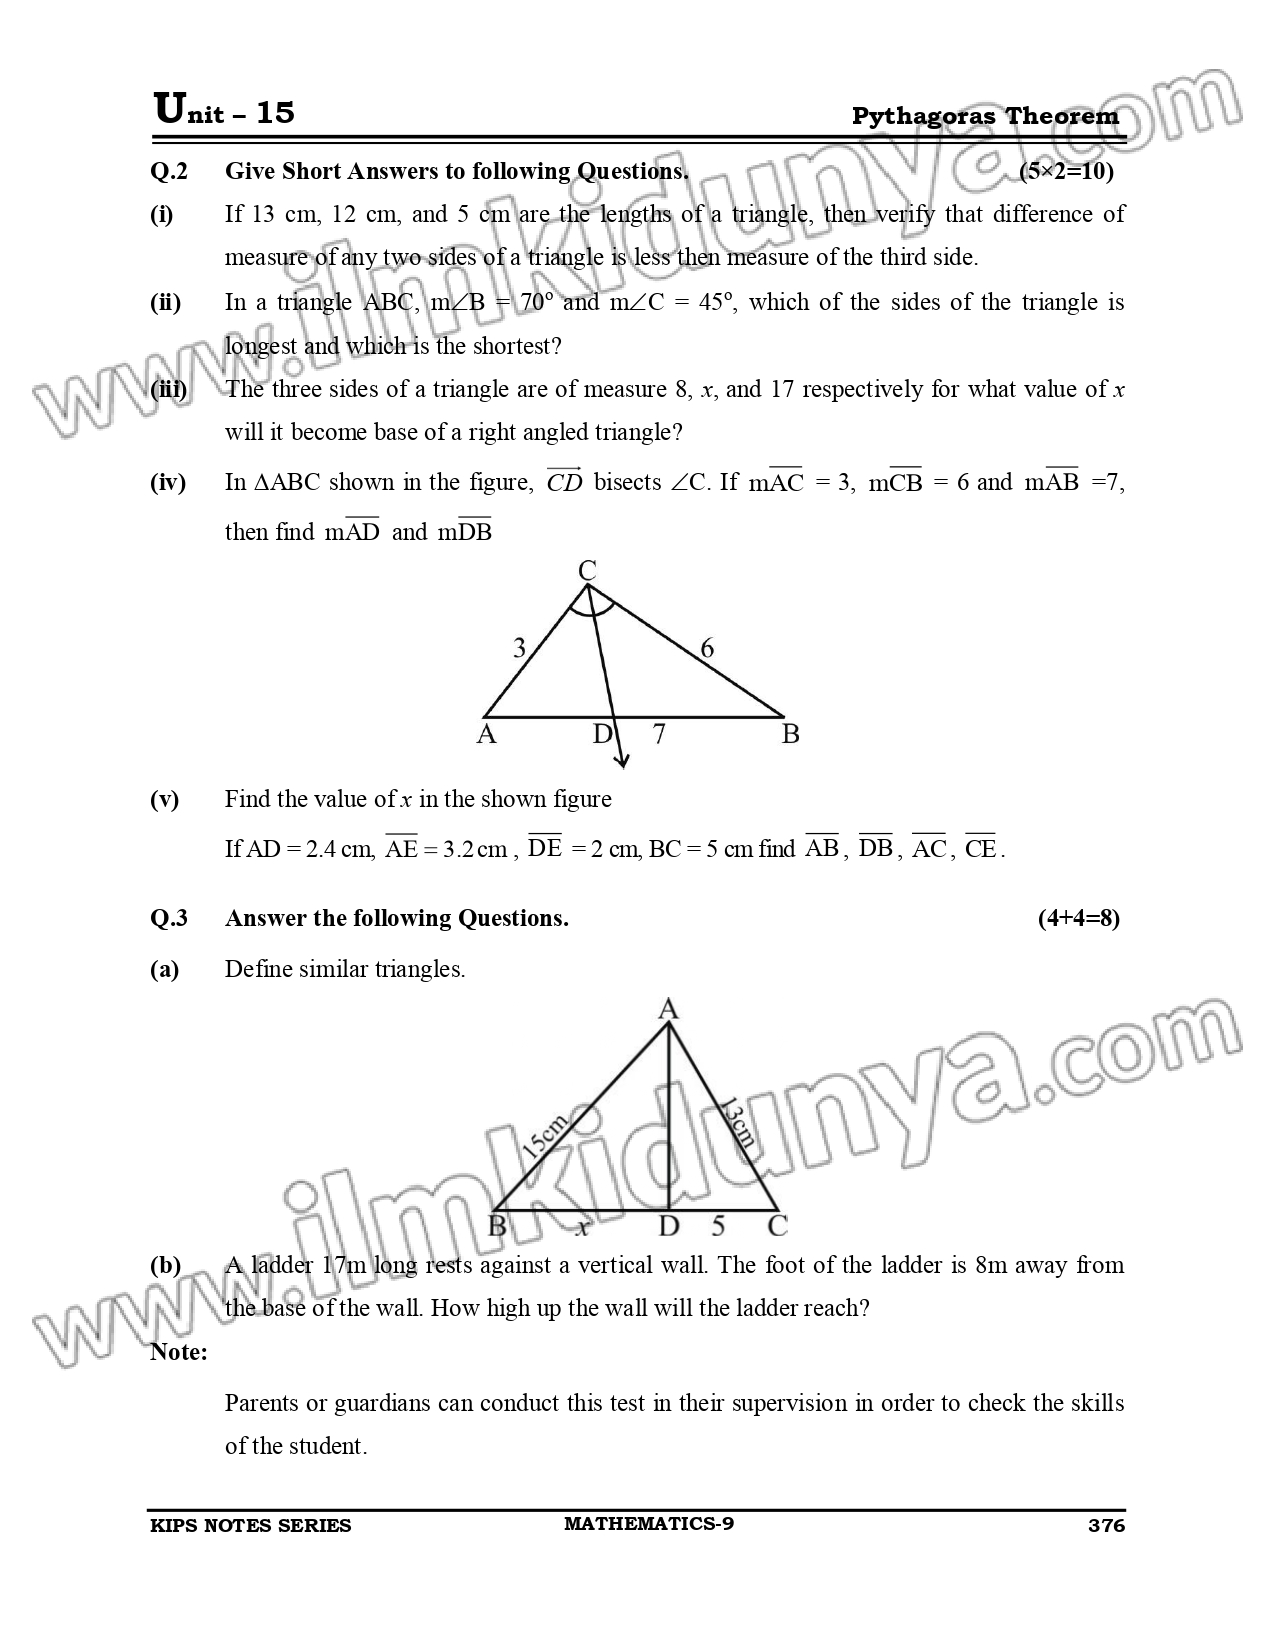 Unit – 15 Pythagoras Theorem
Q.2 Give Short Answers to following Questions. (5×2=10)
(i) If 13 cm, 12 cm, and 5 cm are the lengths of a triangle, then verify that difference of
measure of any two sides of a triangle is less then measure of the third side.
(ii) In a triangle ABC, m∠B = 70º and m∠C = 45º, which of the sides of the triangle is
longest and which is the shortest?
(iii) The three sides of a triangle are of measure 8, x, and 17 respectively for what value of x
will it become base of a right angled triangle?
(iv) In ΔABC shown in the figure, $\overrightarrow{CD}$ bisects ∠C. If m$\overline{AC}$ = 3, m$\overline{CB}$ = 6 and m$\overline{AB}$ =7,
then find m$\overline{AD}$ and m$\overline{DB}$
C
3 6
A D 7 B
(v) Find the value of x in the shown figure
If AD = 2.4 cm, $\overline{AE}$ = 3.2 cm , $\overline{DE}$ = 2 cm, BC = 5 cm find $\overline{AB}$ , $\overline{DB}$ , $\overline{AC}$ , $\overline{CE}$ .
Q.3 Answer the following Questions. (4+4=8)
(a) Define similar triangles.
A
15cm 13cm
B x D 5 C
(b) A ladder 17m long rests against a vertical wall. The foot of the ladder is 8m away from
the base of the wall. How high up the wall will the ladder reach?
Note:
Parents or guardians can conduct this test in their supervision in order to check the skills
of the student.
KIPS NOTES SERIES MATHEMATICS-9 376
www.ilmkidunya.com
www.ilmkidunya.com